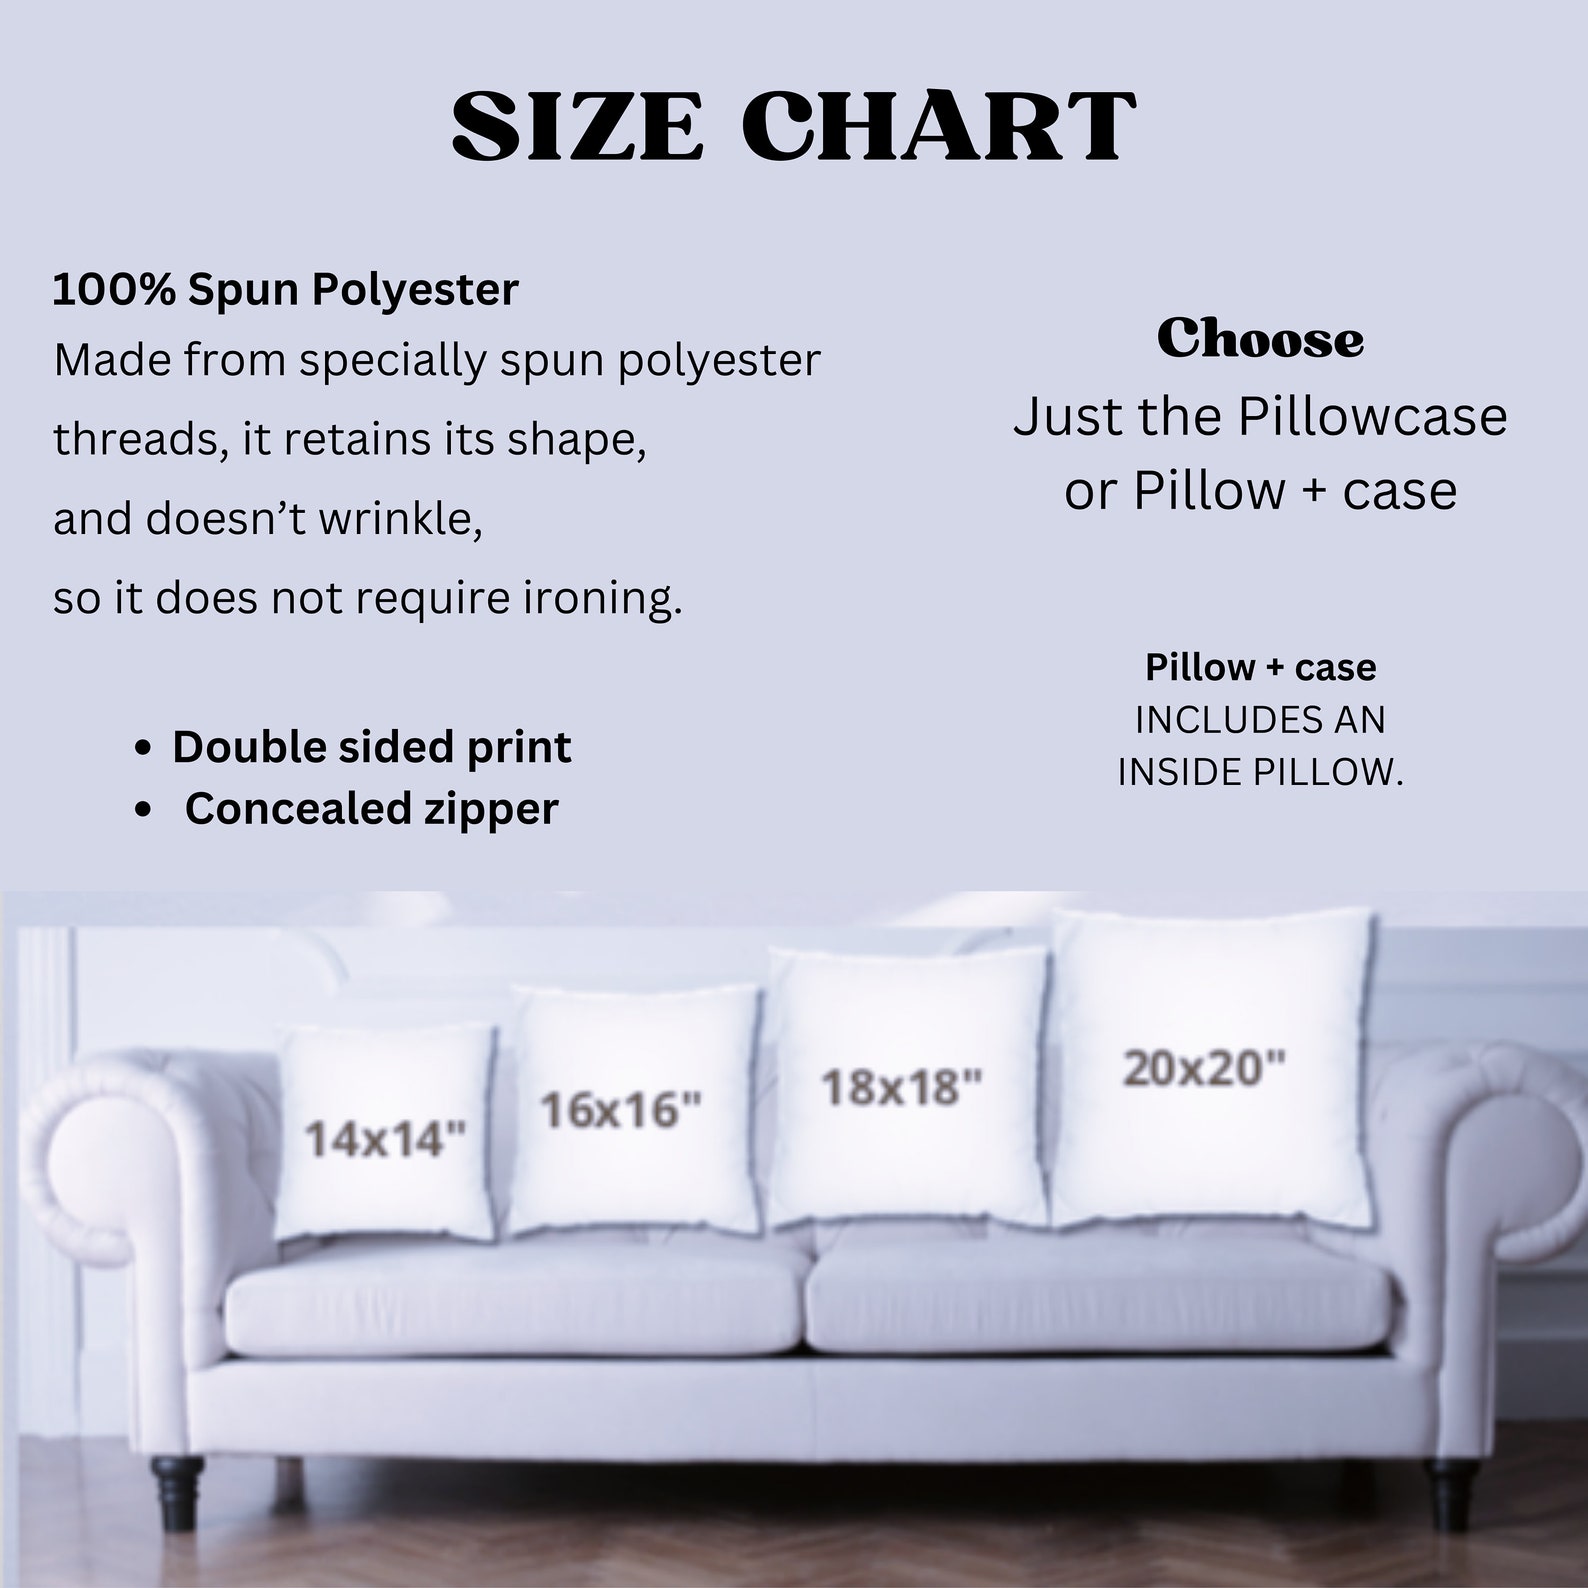 SIZE CHART
100% Spun Polyester
Made from specially spun polyester
threads, it retains its shape,
and doesn’t wrinkle,
so it does not require ironing.
• Double sided print
• Concealed zipper
Choose
Just the Pillowcase
or Pillow + case
Pillow + case
INCLUDES AN
INSIDE PILLOW.
14x14"
16x16"
18x18"
20x20"